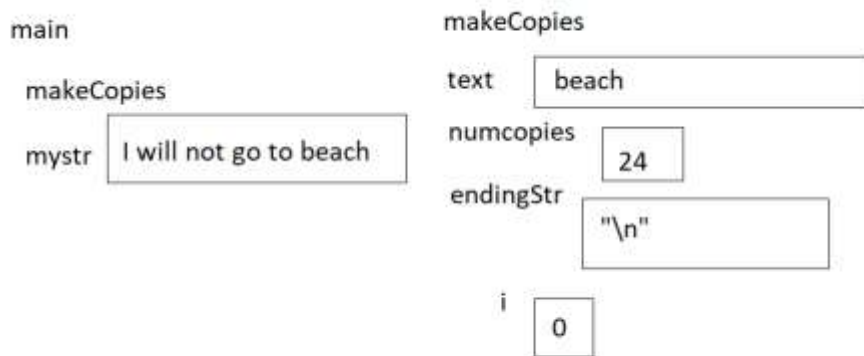 main
makeCopies
mystr I will not go to beach
makeCopies
text beach
numcopies 24
endingStr "\n"
i 0